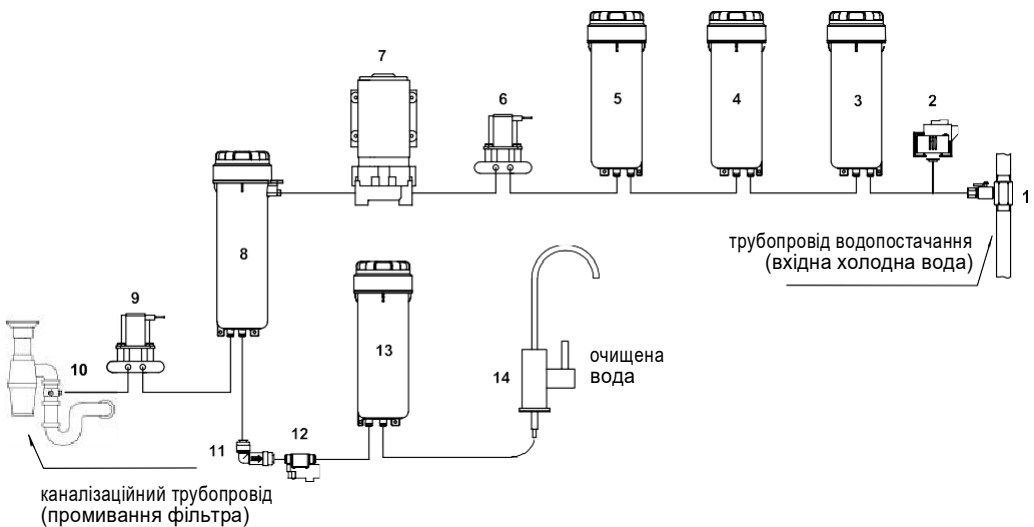 7
6
5
4
3
2
1
трубопровід водопостачання
(вхідна холодна вода)
8
9
10
13
14
очищена
вода
11
12
каналізаційний трубопровід
(промивання фільтра)